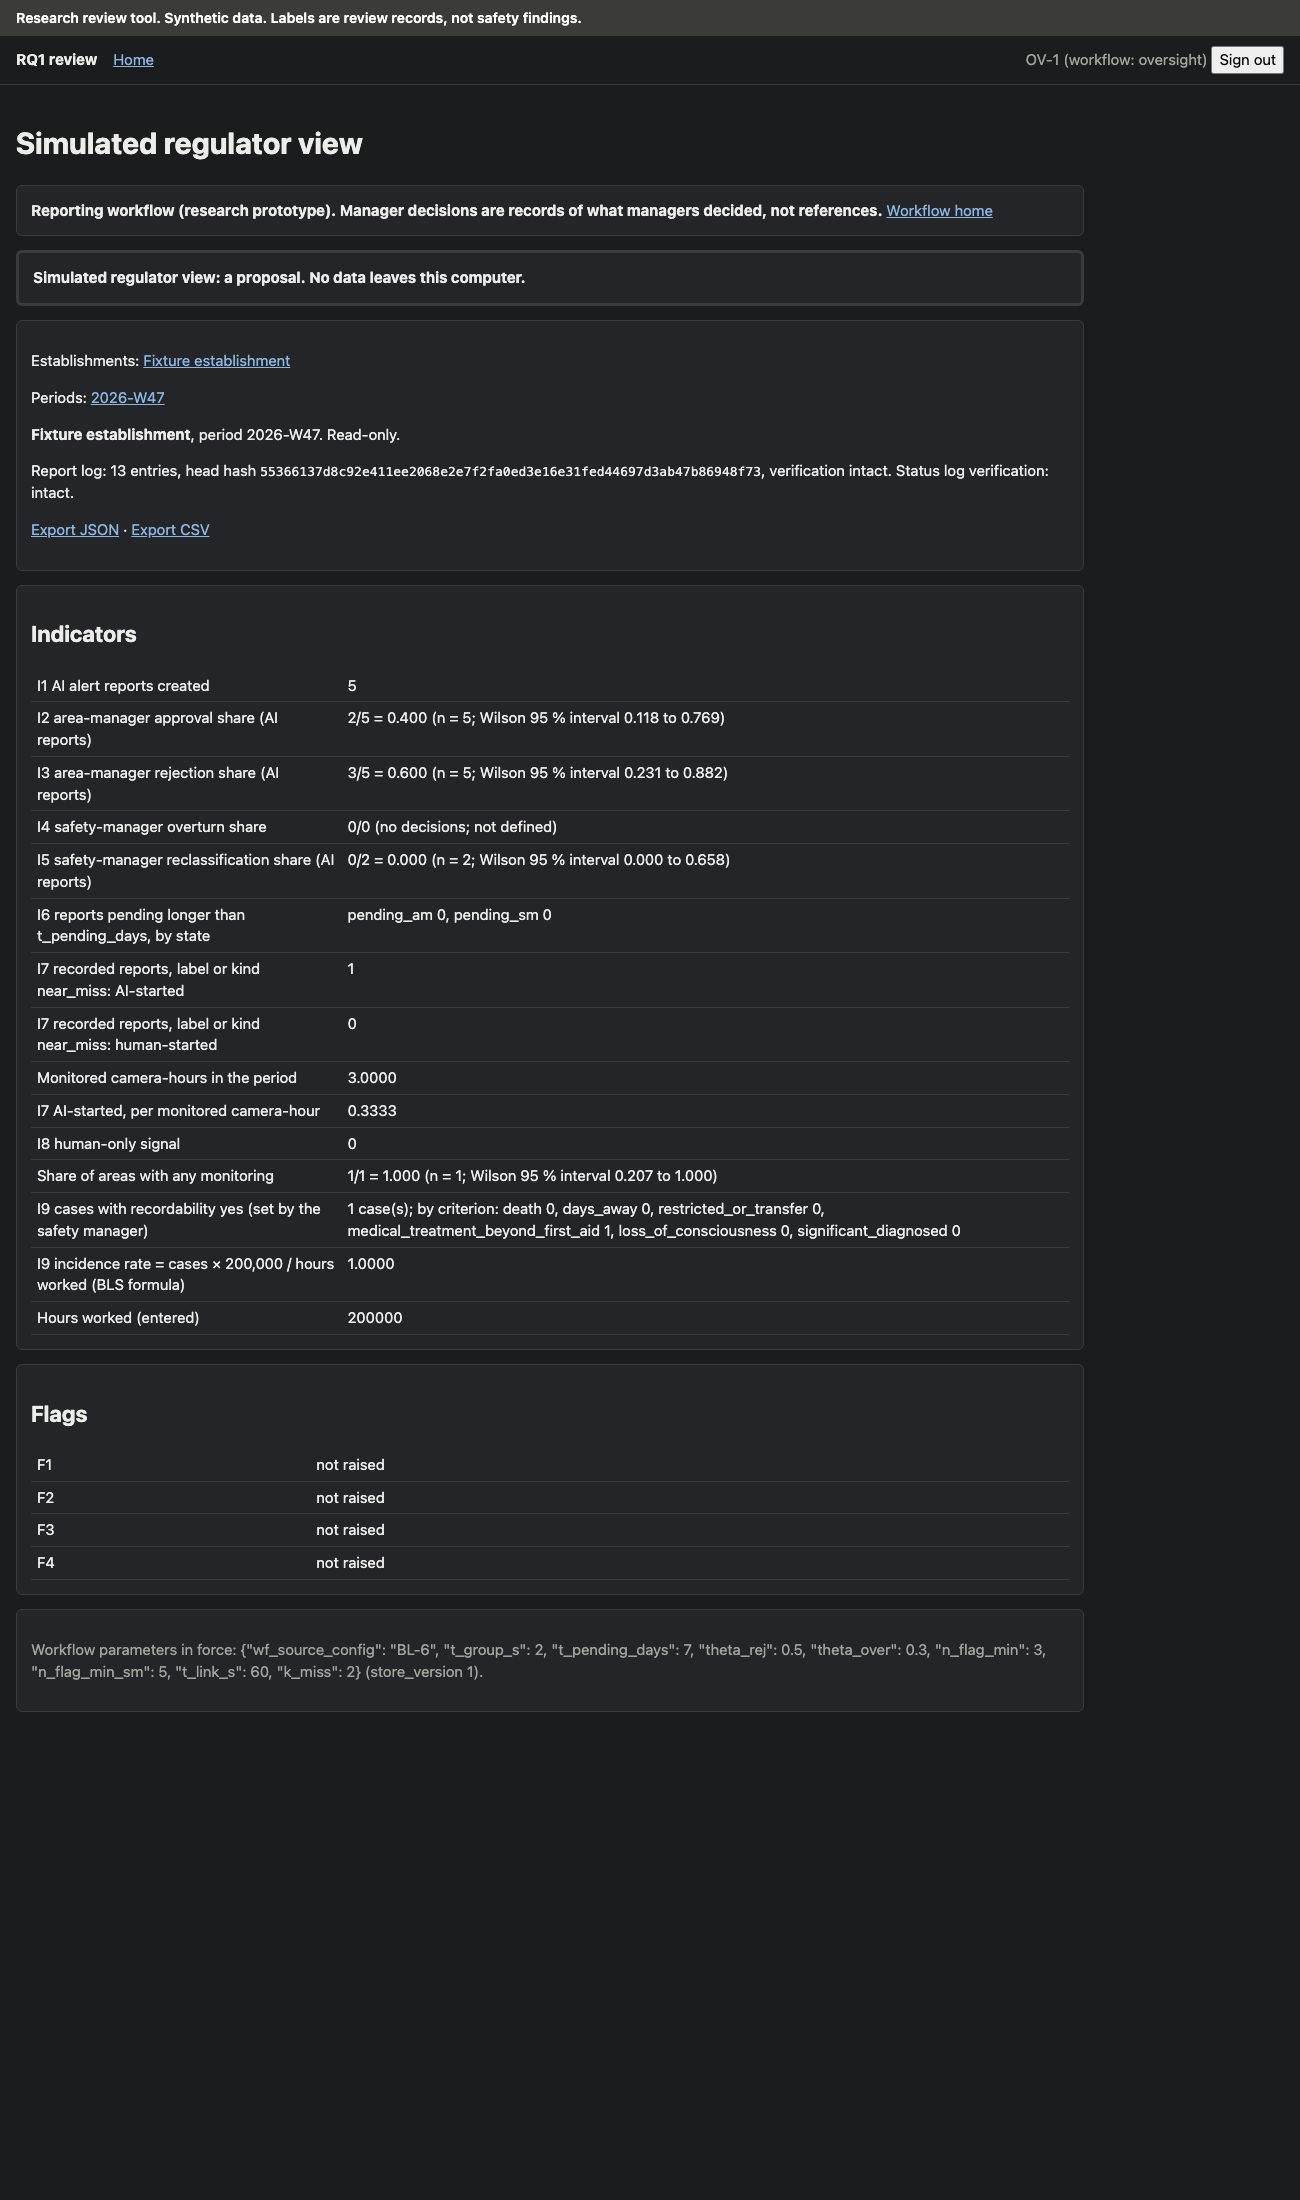 Research review tool. Synthetic data. Labels are review records, not safety findings.
RQ1 review Home OV-1 (workflow: oversight) Sign out
Simulated regulator view
Reporting workflow (research prototype). Manager decisions are records of what managers decided, not references. Workflow home
Simulated regulator view: a proposal. No data leaves this computer.
Establishments: Fixture establishment
Periods: 2026-W47
Fixture establishment, period 2026-W47. Read-only.
Report log: 13 entries, head hash 55366137d8c92e411ee2068e2e7f2fa0ed3e16e31fed44697d3ab47b86948f73, verification intact. Status log verification:
intact.
Export JSON · Export CSV
Indicators
I1 AI alert reports created 5
I2 area-manager approval share (AI 2/5 = 0.400 (n = 5; Wilson 95 % interval 0.118 to 0.769)
reports)
I3 area-manager rejection share (AI 3/5 = 0.600 (n = 5; Wilson 95 % interval 0.231 to 0.882)
reports)
I4 safety-manager overturn share 0/0 (no decisions; not defined)
I5 safety-manager reclassification share (AI 0/2 = 0.000 (n = 2; Wilson 95 % interval 0.000 to 0.658)
reports)
I6 reports pending longer than pending_am 0, pending_sm 0
t_pending_days, by state
I7 recorded reports, label or kind 1
near_miss: AI-started
I7 recorded reports, label or kind 0
near_miss: human-started
Monitored camera-hours in the period 3.0000
I7 AI-started, per monitored camera-hour 0.3333
I8 human-only signal 0
Share of areas with any monitoring 1/1 = 1.000 (n = 1; Wilson 95 % interval 0.207 to 1.000)
I9 cases with recordability yes (set by the 1 case(s); by criterion: death 0, days_away 0, restricted_or_transfer 0,
safety manager) medical_treatment_beyond_first_aid 1, loss_of_consciousness 0, significant_diagnosed 0
I9 incidence rate = cases × 200,000 / hours 1.0000
worked (BLS formula)
Hours worked (entered) 200000
Flags
F1 not raised
F2 not raised
F3 not raised
F4 not raised
Workflow parameters in force: {"wf_source_config": "BL-6", "t_group_s": 2, "t_pending_days": 7, "theta_rej": 0.5, "theta_over": 0.3, "n_flag_min": 3,
"n_flag_min_sm": 5, "t_link_s": 60, "k_miss": 2} (store_version 1).